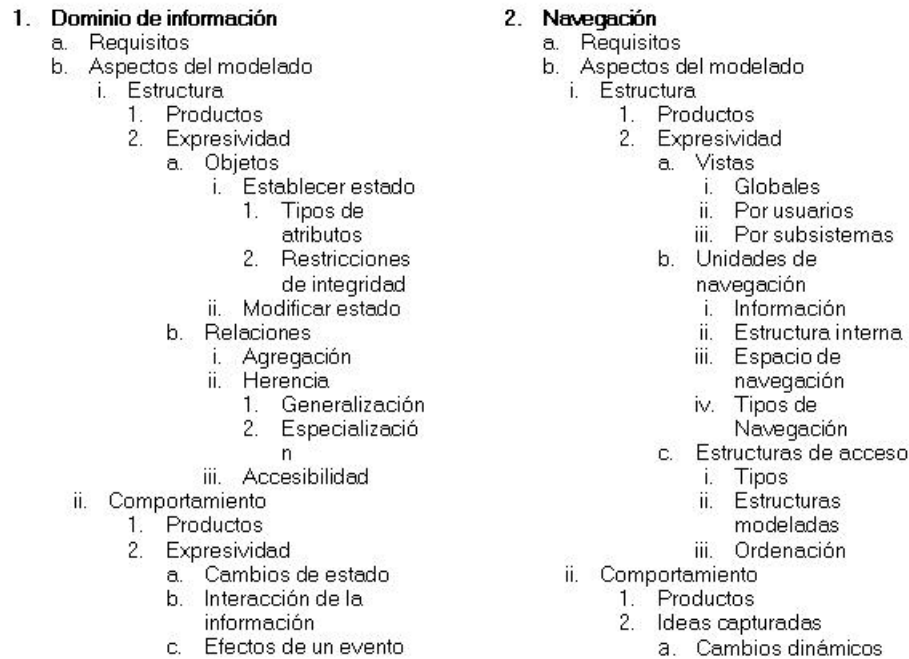 1. Dominio de información
a. Requisitos
b. Aspectos del modelado
i. Estructura
1. Productos
2. Expresividad
a. Objetos
i. Establecer estado
1. Tipos de
atributos
2. Restricciones
de integridad
ii. Modificar estado
b. Relaciones
i. Agregación
ii. Herencia
1. Generalización
2. Especializació
n
iii. Accesibilidad
ii. Comportamiento
1. Productos
2. Expresividad
a. Cambios de estado
b. Interacción de la
información
c. Efectos de un evento
2. Navegación
a. Requisitos
b. Aspectos del modelado
i. Estructura
1. Productos
2. Expresividad
a. Vistas
i. Globales
ii. Por usuarios
iii. Por subsistemas
b. Unidades de
navegación
i. Información
ii. Estructura interna
iii. Espacio de
navegación
iv. Tipos de
Navegación
c. Estructuras de acceso
i. Tipos
ii. Estructuras
modeladas
iii. Ordenación
ii. Comportamiento
1. Productos
2. Ideas capturadas
a. Cambios dinámicos